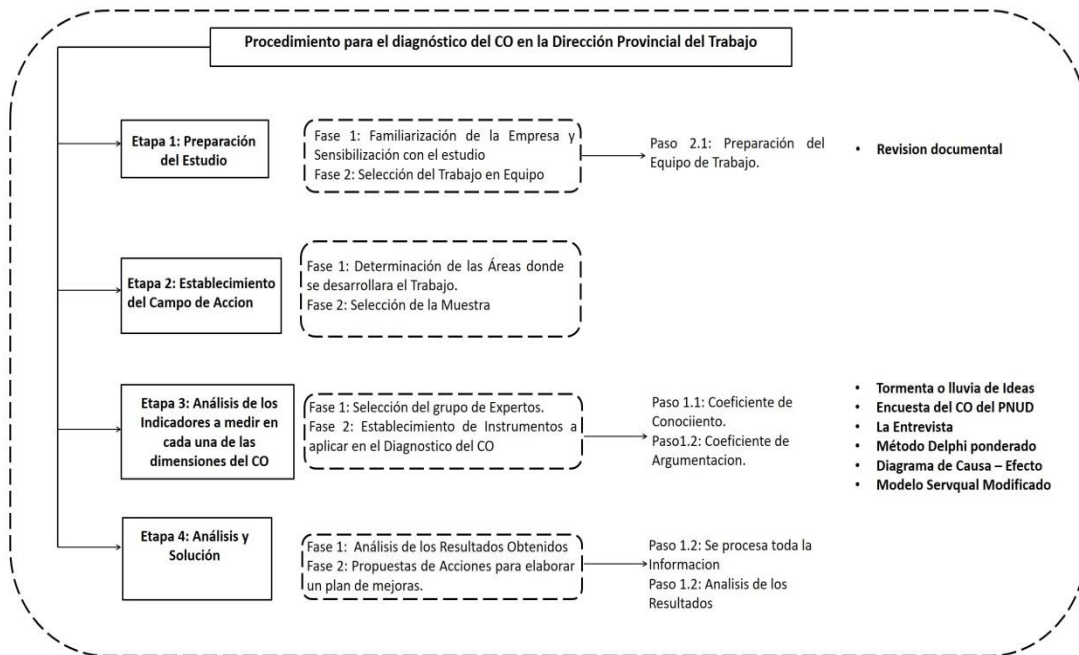 Procedimiento para el diagnóstico del CO en la Dirección Provincial del Trabajo
Etapa 1: Preparación
del Estudio
Fase 1: Familiarización de la Empresa y
Sensibilización con el estudio
Fase 2: Selección del Trabajo en Equipo
Paso 2.1: Preparación del
Equipo de Trabajo.
• Revision documental
Etapa 2: Establecimiento
del Campo de Accion
Fase 1: Determinación de las Áreas donde
se desarrollara el Trabajo.
Fase 2: Selección de la Muestra
Etapa 3: Análisis de los
Indicadores a medir en
cada una de las
dimensiones del CO
Fase 1: Selección del grupo de Expertos.
Fase 2: Establecimiento de Instrumentos a
aplicar en el Diagnostico del CO
Paso 1.1: Coeficiente de
Conociiento.
Paso1.2: Coeficiente de
Argumentacion.
• Tormenta o lluvia de Ideas
• Encuesta del CO del PNUD
• La Entrevista
• Método Delphi ponderado
• Diagrama de Causa – Efecto
• Modelo Servqual Modificado
Etapa 4: Análisis y
Solución
Fase 1: Análisis de los Resultados Obtenidos
Fase 2: Propuestas de Acciones para elaborar
un plan de mejoras.
Paso 1.2: Se procesa toda la
Informacion
Paso 1.2: Analisis de los
Resultados